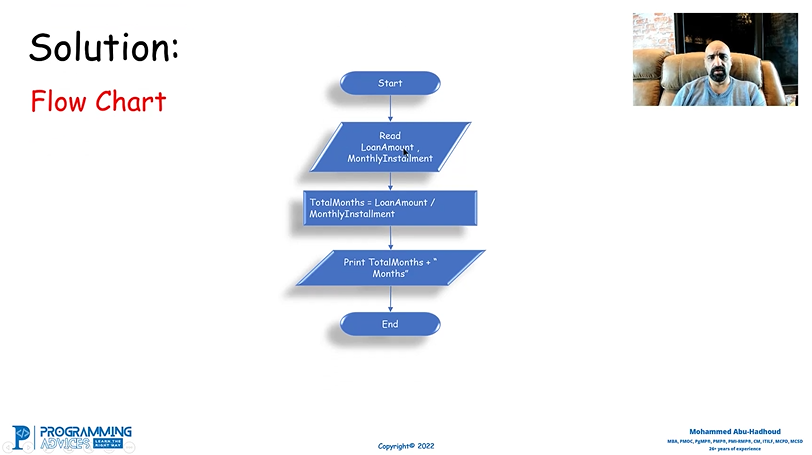 Solution:
Flow Chart
Start
Read
LoanAmount ,
MonthlyInstallment
TotalMonths = LoanAmount /
MonthlyInstallment
Print TotalMonths + “
Months”
End
PROGRAMMING
ADVICES LEARN THE
RIGHT WAY
Copyright© 2022
Mohammed Abu-Hadhoud
MBA, PMOC, PgMP®, PMP®, PMI-RMP®, CM, ITILF, MCPD, MCSD
26+ years of experience